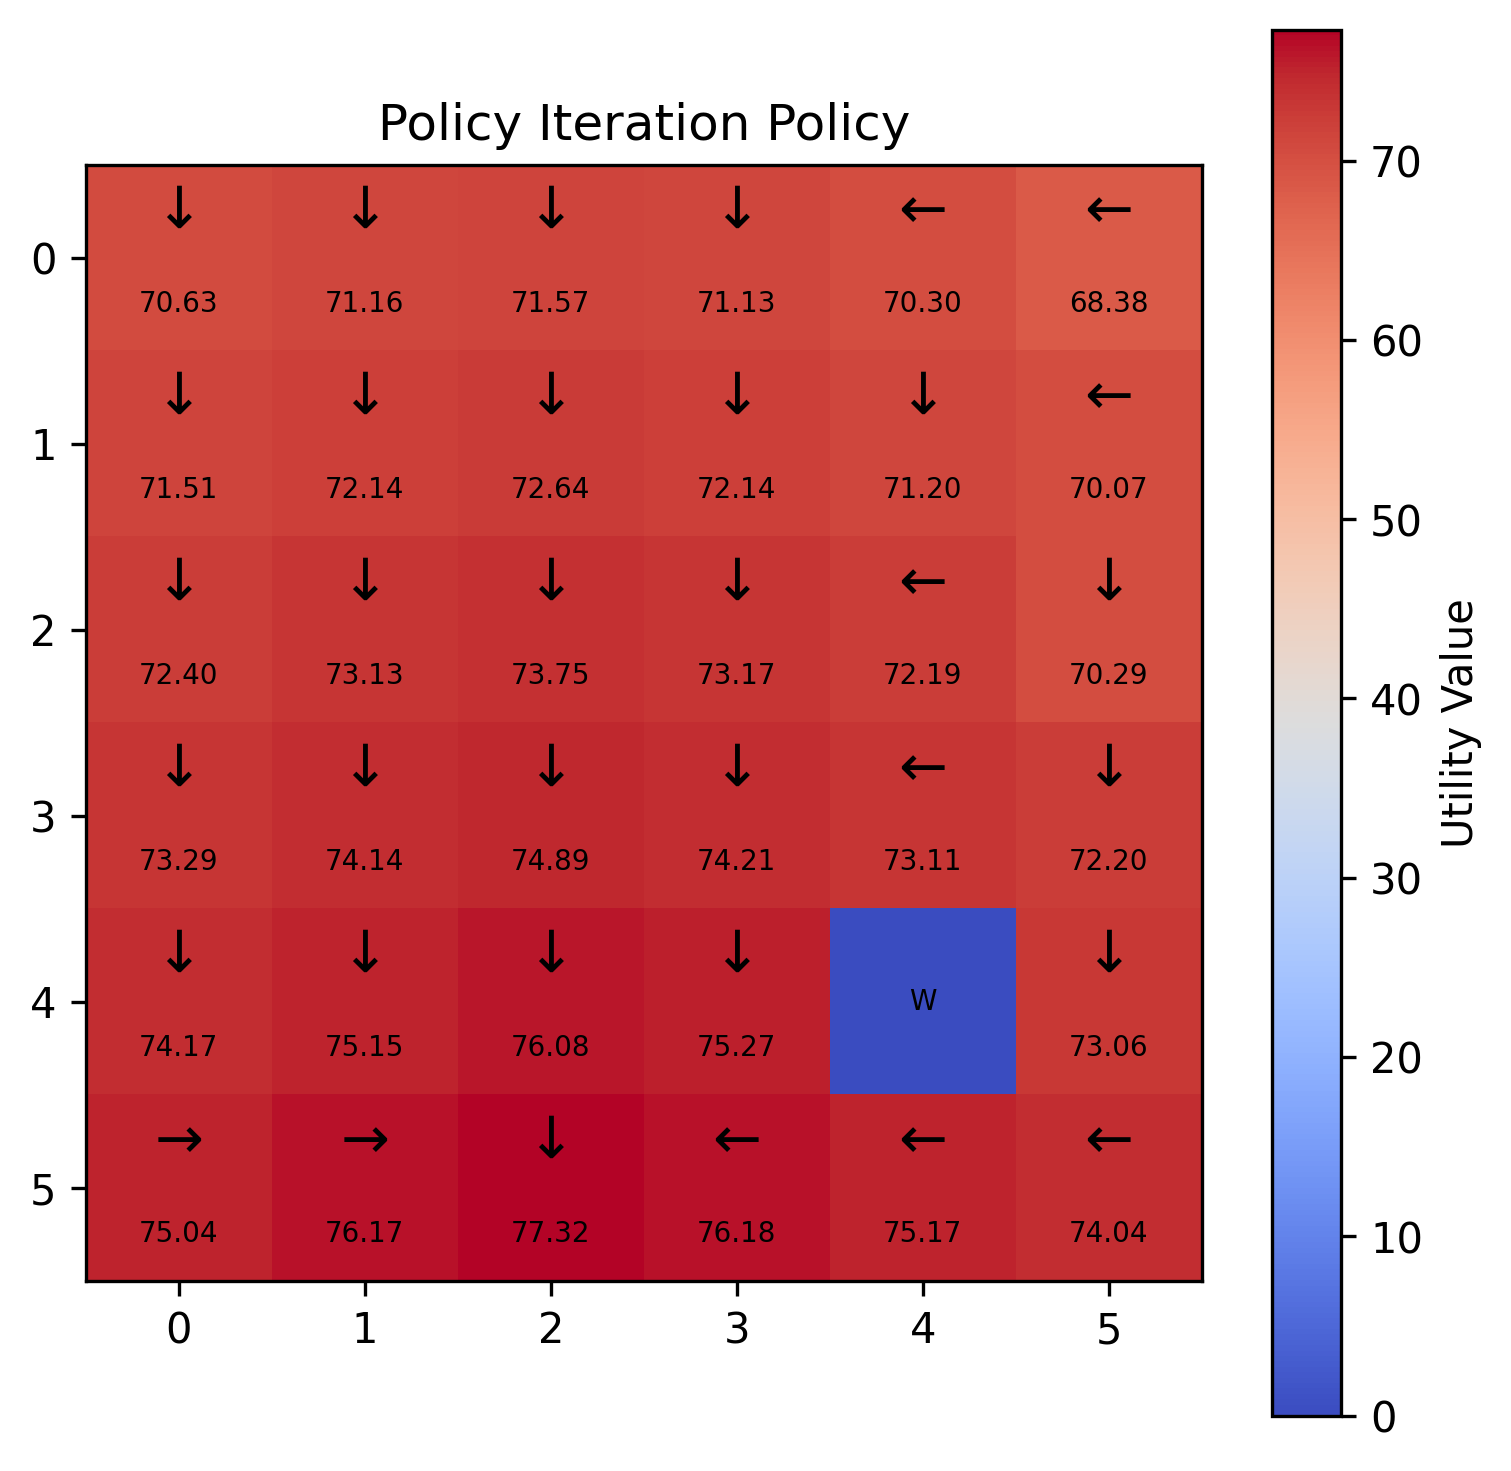 Policy Iteration Policy
↓ ↓ ↓ ↓ ← ←
0
70.63 71.16 71.57 71.13 70.30 68.38
↓ ↓ ↓ ↓ ↓ ←
1
71.51 72.14 72.64 72.14 71.20 70.07
↓ ↓ ↓ ↓ ← ↓
2
72.40 73.13 73.75 73.17 72.19 70.29
↓ ↓ ↓ ↓ ← ↓
3
73.29 74.14 74.89 74.21 73.11 72.20
↓ ↓ ↓ ↓ ↓
4 W
74.17 75.15 76.08 75.27 73.06
→ → ↓ ← ← ←
5
75.04 76.17 77.32 76.18 75.17 74.04
0 1 2 3 4 5
70
60
50
40
30
20
10
0
Utility Value